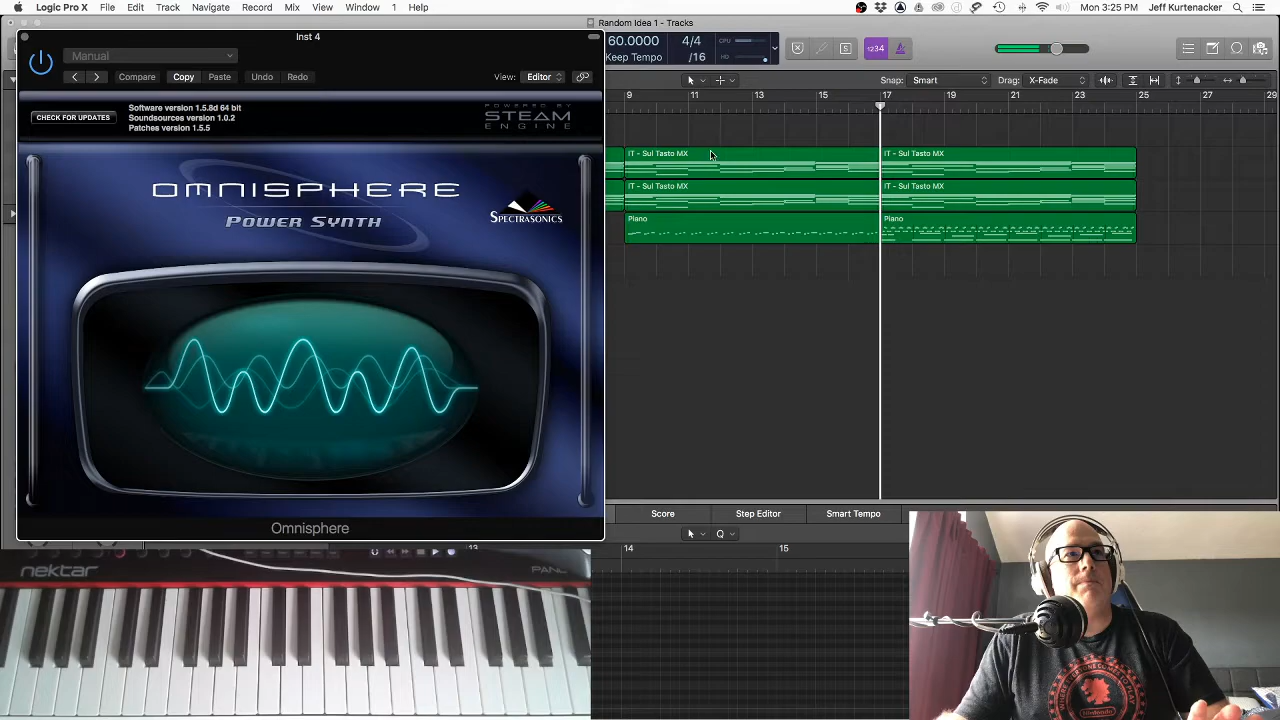 Logic Pro X File Edit Track Navigate Record Mix View Window 1 Help
Mon 3:25 PM Jeff Kurtenacker
Random Idea 1 - Tracks
Inst 4
Manual
60.0000 4/4
Keep Tempo /16
CPU
HD
1234
Compare Copy Paste Undo Redo View: Editor
Snap: Smart Drag: X-Fade
9 11 13 15 17 19 21 23 25 27 29
CHECK FOR UPDATES
Software version 1.5.8d 64 bit
Soundsources version 1.0.2
Patches version 1.5.5
POWERED BY
STEAM
ENGINE
OMNISPHERE
POWER SYNTH
SPECTRASONICS
IT - Sul Tasto MX IT - Sul Tasto MX
IT - Sul Tasto MX IT - Sul Tasto MX
Piano Piano
Omnisphere
Score Step Editor Smart Tempo
13 14 15
nektar
PAN